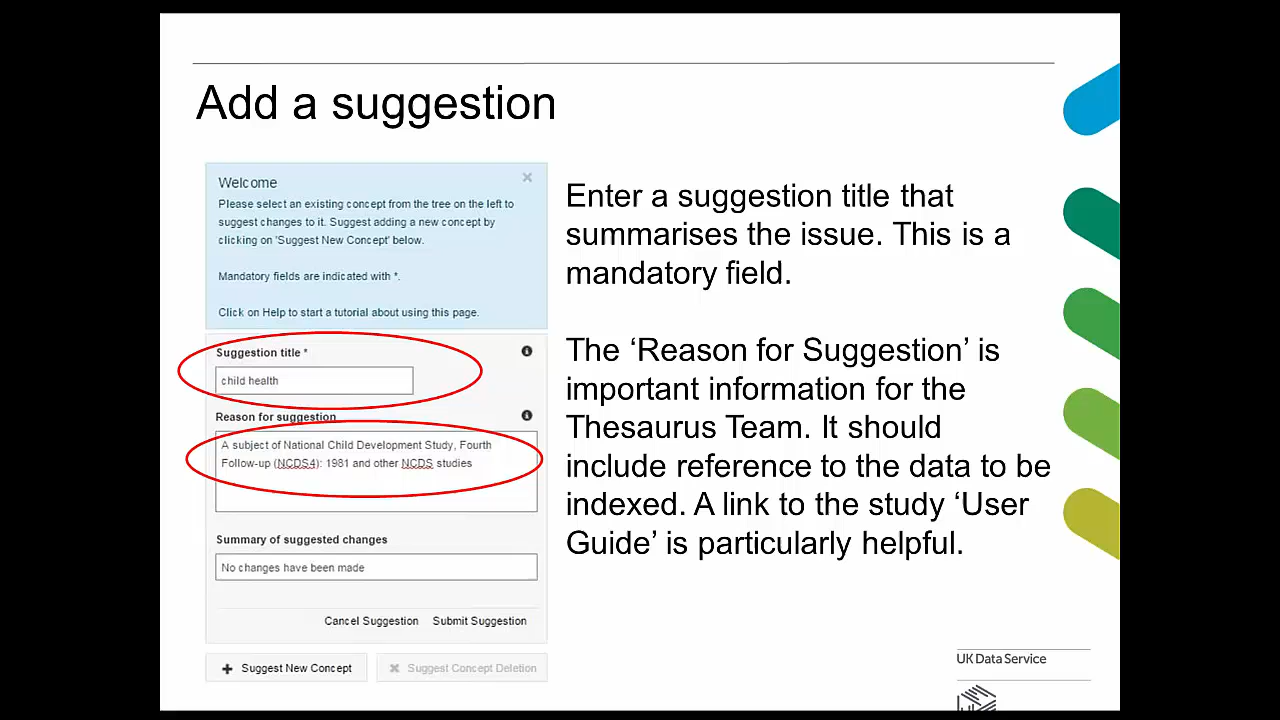 Add a suggestion
Welcome
Please select an existing concept from the tree on the left to
suggest changes to it. Suggest adding a new concept by
clicking on 'Suggest New Concept' below.
Mandatory fields are indicated with *.
Click on Help to start a tutorial about using this page.
Suggestion title *
child health
Reason for suggestion
A subject of National Child Development Study, Fourth
Follow-up (NCDS4): 1981 and other NCDS studies
Summary of suggested changes
No changes have been made
Cancel Suggestion Submit Suggestion
Suggest New Concept Suggest Concept Deletion
Enter a suggestion title that
summarises the issue. This is a
mandatory field.
The ‘Reason for Suggestion’ is
important information for the
Thesaurus Team. It should
include reference to the data to be
indexed. A link to the study ‘User
Guide’ is particularly helpful.
UK Data Service